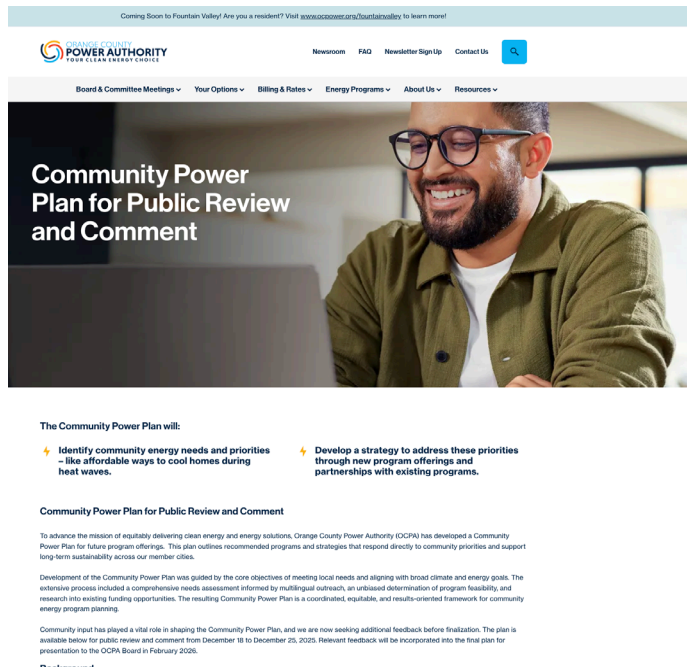 Coming Soon to Fountain Valley! Are you a resident? Visit www.ocpower.org/fountainvalley to learn more!
ORANGE COUNTY
POWER AUTHORITY
YOUR CLEAN ENERGY CHOICE
Newsroom FAQ Newsletter Sign Up Contact Us
Board & Committee Meetings Your Options Billing & Rates Energy Programs About Us Resources
Community Power
Plan for Public Review
and Comment
The Community Power Plan will:
Identify community energy needs and priorities
– like affordable ways to cool homes during
heat waves.
Develop a strategy to address these priorities
through new program offerings and
partnerships with existing programs.
Community Power Plan for Public Review and Comment
To advance the mission of equitably delivering clean energy and energy solutions, Orange County Power Authority (OCPA) has developed a Community
Power Plan for future program offerings. This plan outlines recommended programs and strategies that respond directly to community priorities and support
long-term sustainability across our member cities.
Development of the Community Power Plan was guided by the core objectives of meeting local needs and aligning with broad climate and energy goals. The
extensive process included a comprehensive needs assessment informed by multilingual outreach, an unbiased determination of program feasibility, and
research into existing funding opportunities. The resulting Community Power Plan is a coordinated, equitable, and results-oriented framework for community
energy program planning.
Community input has played a vital role in shaping the Community Power Plan, and we are now seeking additional feedback before finalization. The plan is
available below for public review and comment from December 18 to December 25, 2025. Relevant feedback will be incorporated into the final plan for
presentation to the OCPA Board in February 2026.